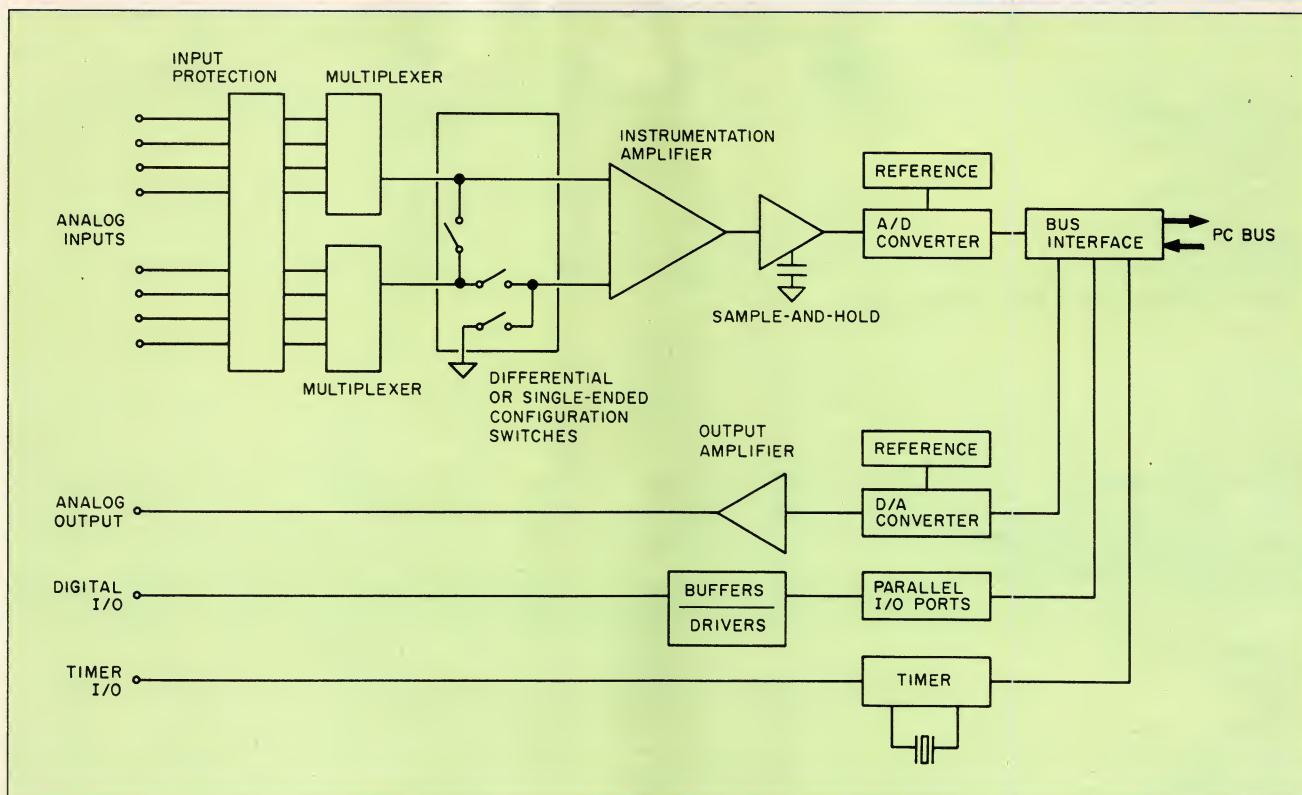 INPUT
PROTECTION
MULTIPLEXER
ANALOG
INPUTS
MULTIPLEXER
DIFFERENTIAL
OR SINGLE-ENDED
CONFIGURATION
SWITCHES
INSTRUMENTATION
AMPLIFIER
SAMPLE-AND-HOLD
REFERENCE
A/D
CONVERTER
BUS
INTERFACE
PC BUS
OUTPUT
AMPLIFIER
REFERENCE
D/A
CONVERTER
ANALOG
OUTPUT
DIGITAL
I/O
BUFFERS
DRIVERS
PARALLEL
I/O PORTS
TIMER
I/O
TIMER